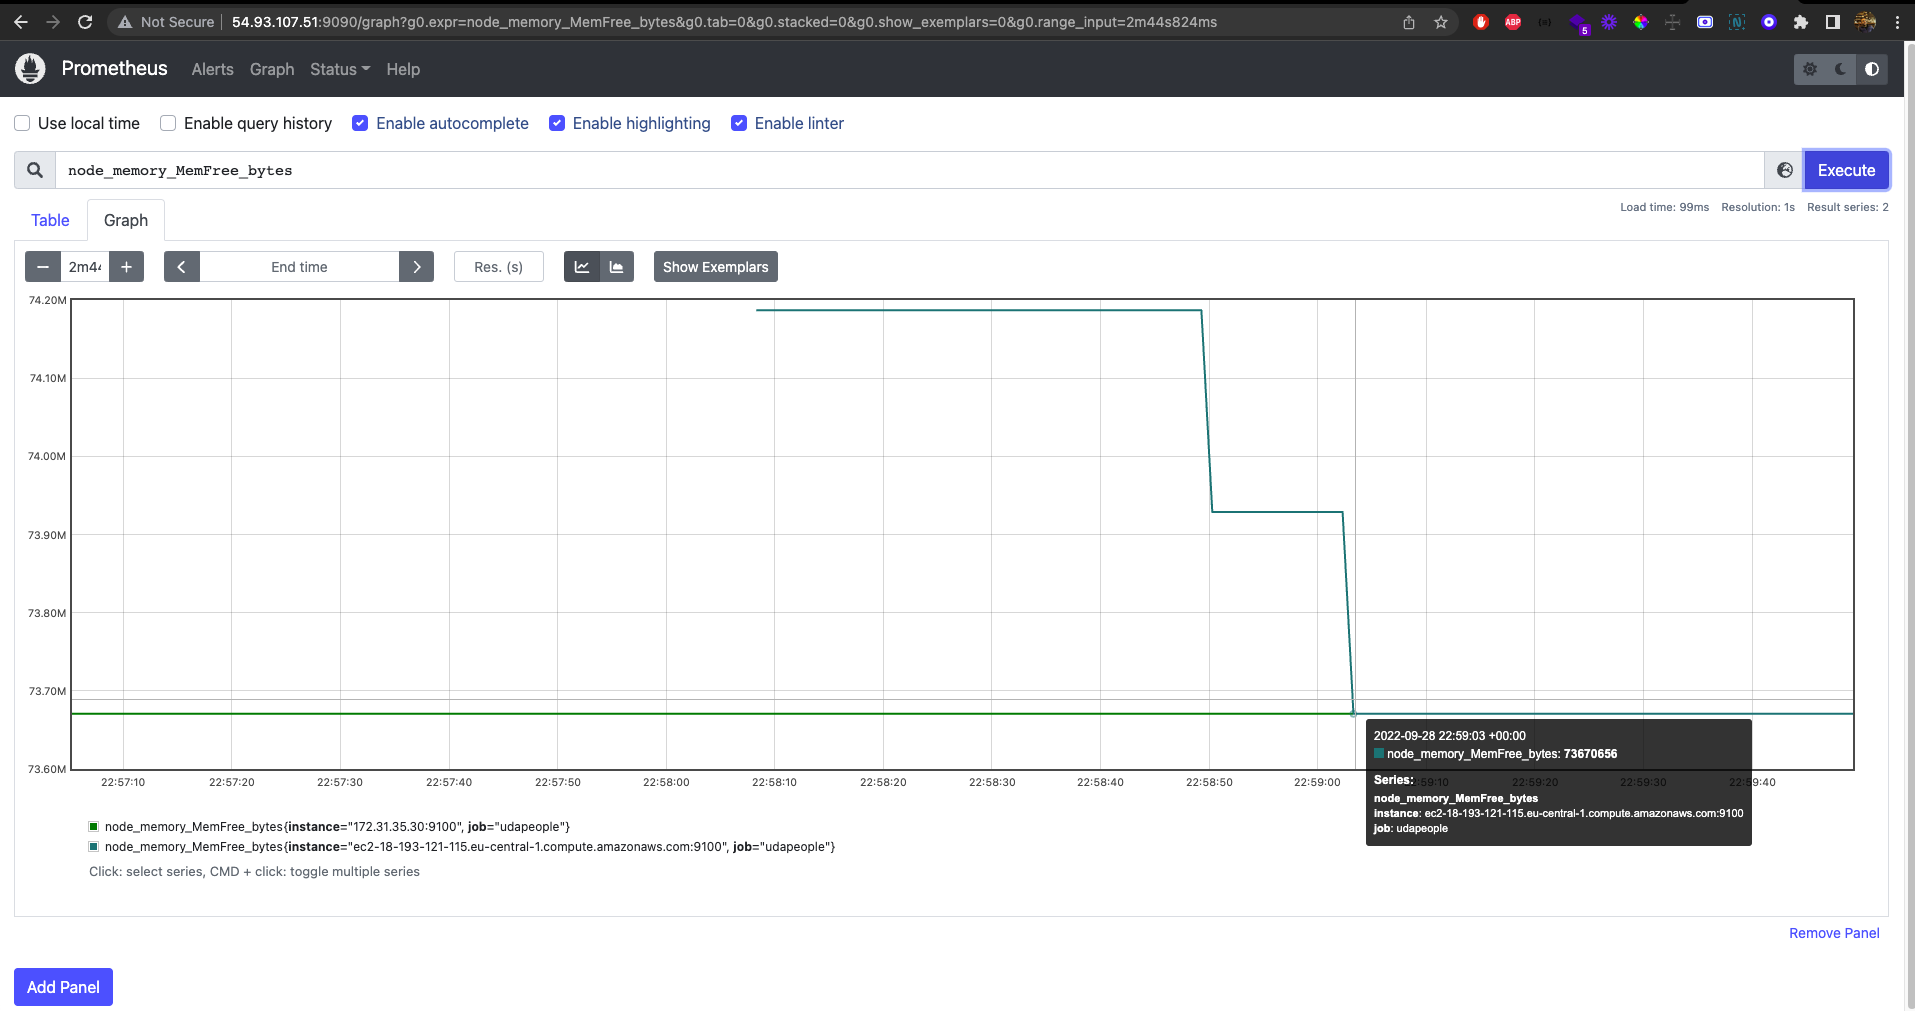 Not Secure | 54.93.107.51:9090/graph?g0.expr=node_memory_MemFree_bytes&g0.tab=0&g0.stacked=0&g0.show_exemplars=0&g0.range_input=2m44s824ms
ABP
5
Prometheus Alerts Graph Status Help
Use local time Enable query history Enable autocomplete Enable highlighting Enable linter
node_memory_MemFree_bytes Execute
Table Graph
Load time: 99ms Resolution: 1s Result series: 2
2m44 End time Res. (s) Show Exemplars
74.20M
74.10M
74.00M
73.90M
73.80M
73.70M
73.60M
22:57:10 22:57:20 22:57:30 22:57:40 22:57:50 22:58:00 22:58:10 22:58:20 22:58:30 22:58:40 22:58:50 22:59:00 22:59:10 22:59:20 22:59:30 22:59:40
2022-09-28 22:59:03 +00:00
node_memory_MemFree_bytes: 73670656
Series:
node_memory_MemFree_bytes
instance: ec2-18-193-121-115.eu-central-1.compute.amazonaws.com:9100
job: udapeople
node_memory_MemFree_bytes{instance="172.31.35.30:9100", job="udapeople"}
node_memory_MemFree_bytes{instance="ec2-18-193-121-115.eu-central-1.compute.amazonaws.com:9100", job="udapeople"}
Click: select series, CMD + click: toggle multiple series
Remove Panel
Add Panel